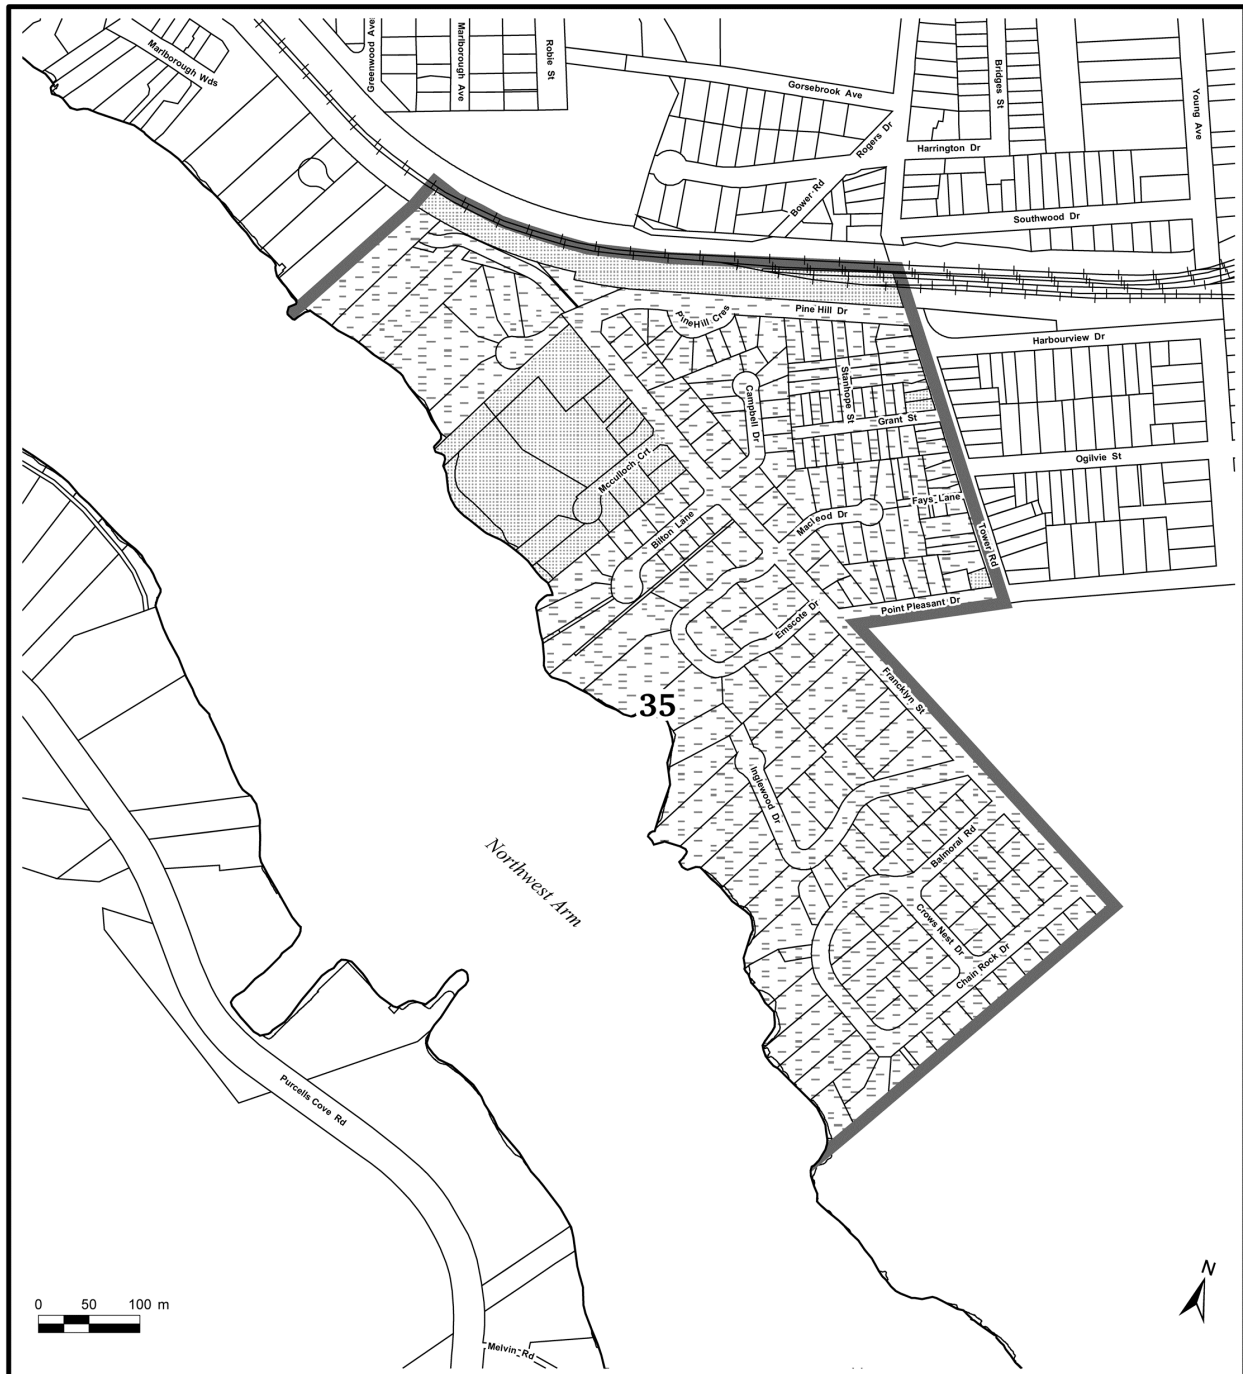 Marlborough Wds
Greenwood Ave
Marlborough Ave
Robie St
Gorsebrook Ave
Bridges St
Young Ave
Rogers Dr
Harrington Dr
Bower Rd
Southwood Dr
Pine Hill Dr
PineHill Cres
Harbourview Dr
Stanhope St
Campbell Dr
Grant St
Ogilvie St
Mcculloch Crt
Fays Lane
Macleod Dr
Bilton Lane
Tower Rd
Point Pleasant Dr
Emscote Dr
Francklyn St
35
Inglewood Dr
Northwest Arm
Balmoral Rd
Crows Nest Dr
Chain Rock Dr
Purcells Cove Rd
N
0 50 100 m
Melvin Rd